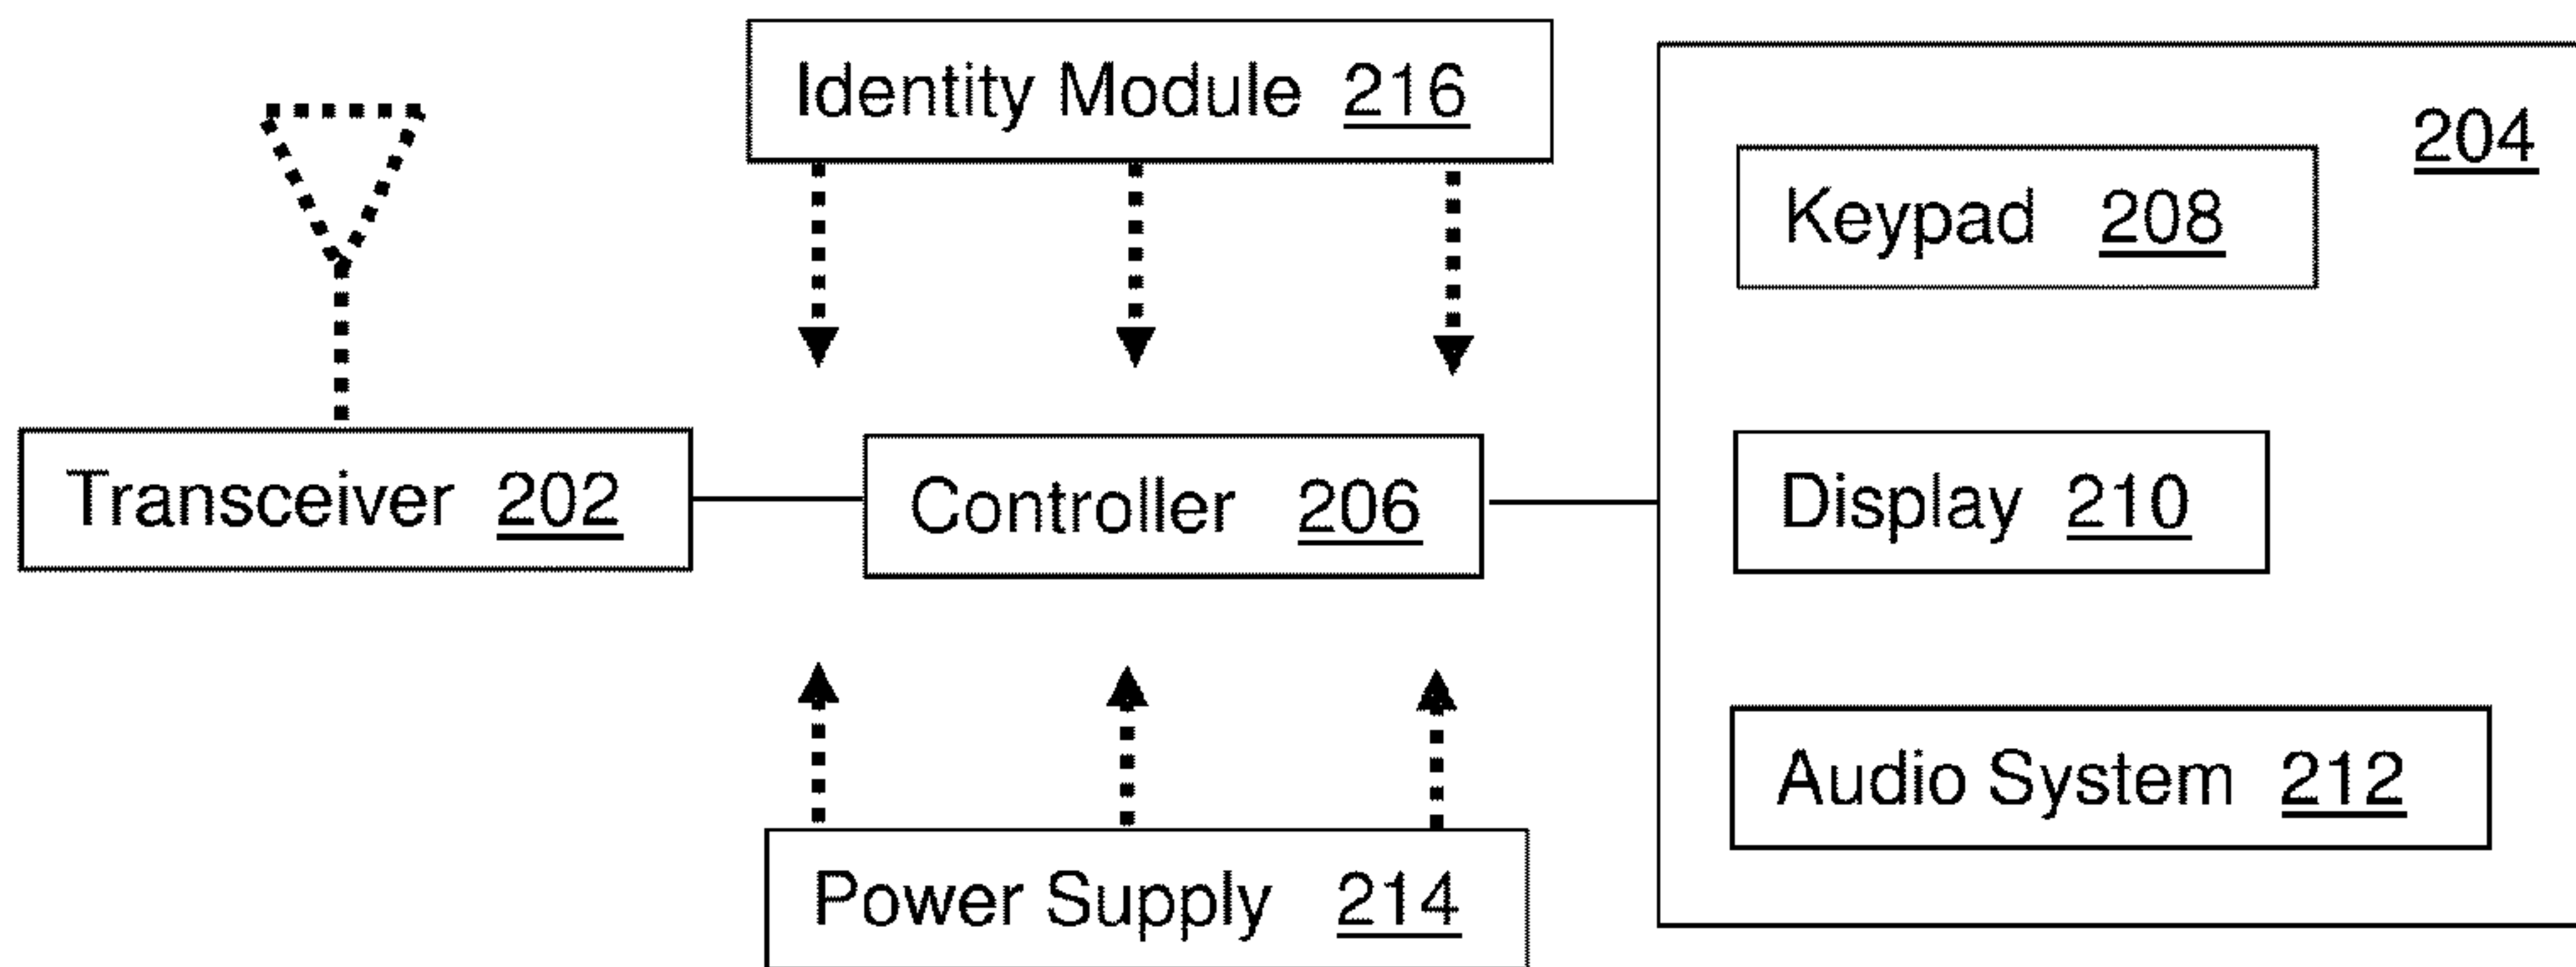 Identity Module 216
204
Keypad 208
Transceiver 202
Controller 206
Display 210
Audio System 212
Power Supply 214